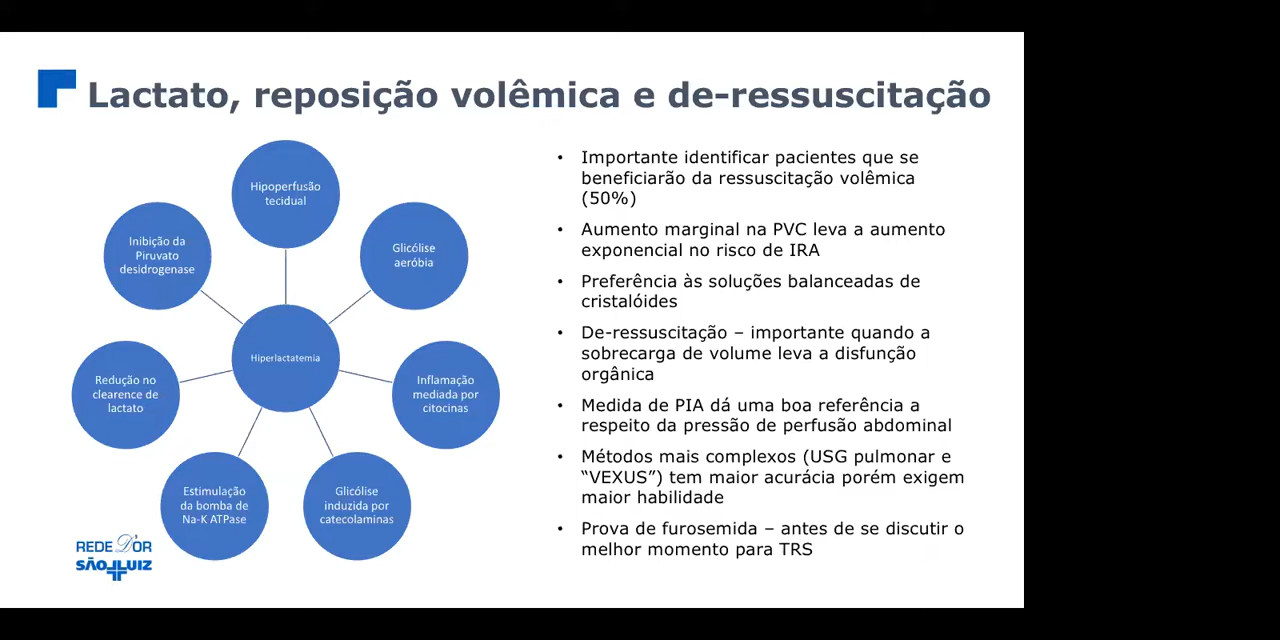 Lactato, reposição volêmica e de-ressuscitação
Hipoperfusão
tecidual
Glicólise
aeróbia
Inflamação
mediada por
citocinas
Glicólise
induzida por
catecolaminas
Estimulação
da bomba de
Na-K ATPase
Redução no
clearence de
lactato
Inibição da
Piruvato
desidrogenase
Hiperlactatemia
• Importante identificar pacientes que se
beneficiarão da ressuscitação volêmica
(50%)
• Aumento marginal na PVC leva a aumento
exponencial no risco de IRA
• Preferência às soluções balanceadas de
cristalóides
• De-ressuscitação – importante quando a
sobrecarga de volume leva a disfunção
orgânica
• Medida de PIA dá uma boa referência a
respeito da pressão de perfusão abdominal
• Métodos mais complexos (USG pulmonar e
“VEXUS”) tem maior acurácia porém exigem
maior habilidade
• Prova de furosemida – antes de se discutir o
melhor momento para TRS
REDE D'OR
SÃO LUIZ